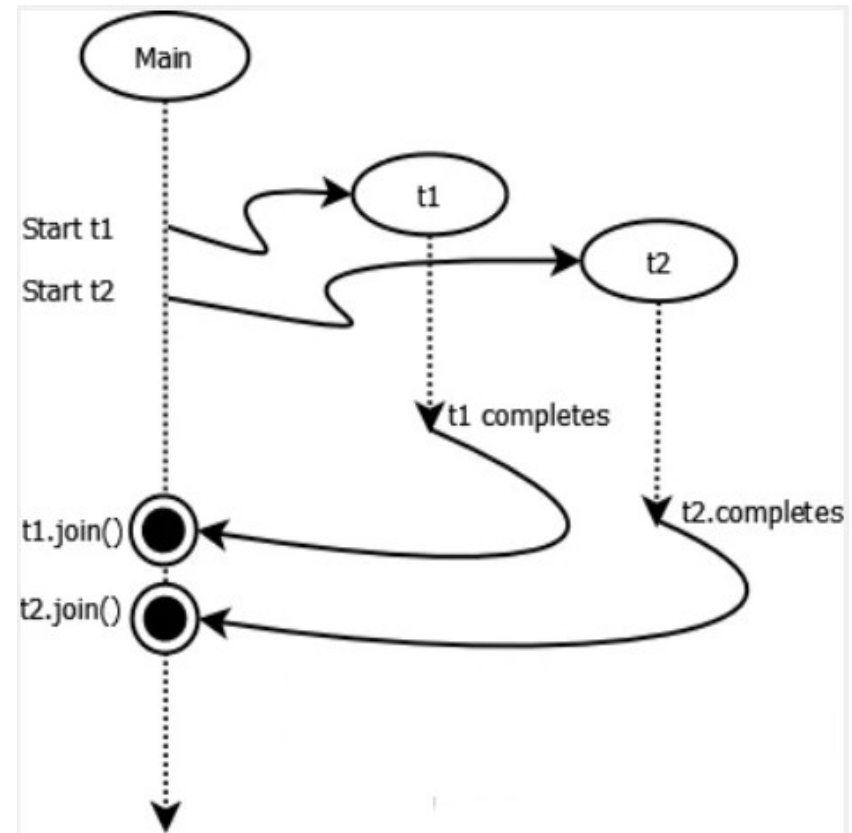 Main
t1
Start t1
t2
Start t2
t1 completes
t2.completes
t1.join()
t2.join()